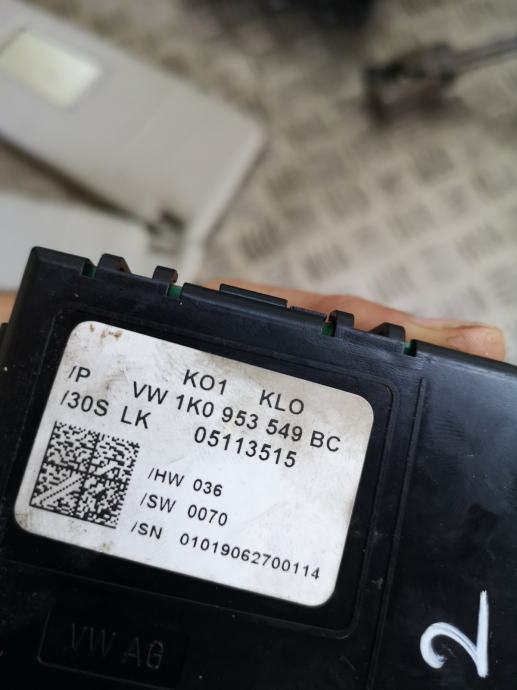 KO1 KLO
/P VW 1K0 953 549 BC
/30S LK 05113515
/HW 036
/SW 0070
/SN 01019062700114
VW AG
2